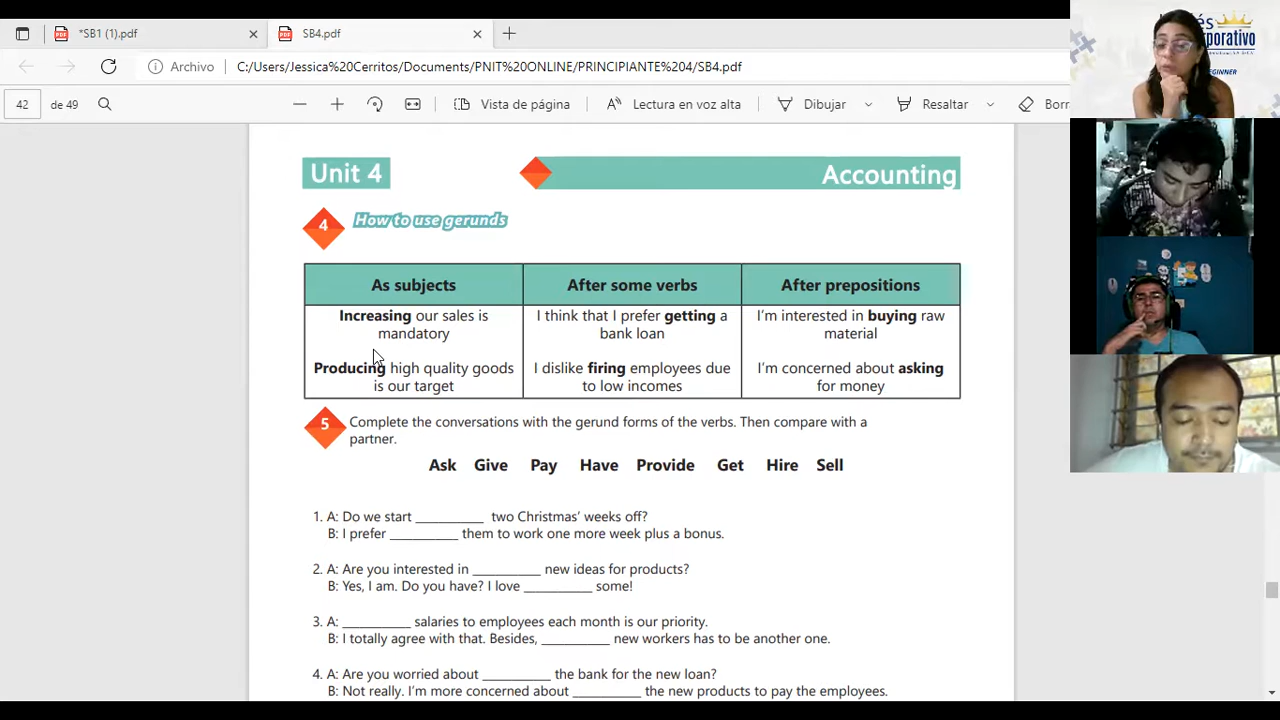 *SB1 (1).pdf
SB4.pdf
Archivo
C:/Users/Jessica%20Cerritos/Documents/PNIT%20ONLINE/PRINCIPIANTE%204/SB4.pdf
42
de 49
Vista de página
Lectura en voz alta
Dibujar
Resaltar
Borr
Unit 4
Accounting
4
How to use gerunds
As subjects
After some verbs
After prepositions
Increasing our sales is
mandatory
I think that I prefer getting a
bank loan
I'm interested in buying raw
material
Producing high quality goods
is our target
I dislike firing employees due
to low incomes
I'm concerned about asking
for money
5
Complete the conversations with the gerund forms of the verbs. Then compare with a
partner.
Ask Give Pay Have Provide Get Hire Sell
1. A: Do we start __________ two Christmas' weeks off?
B: I prefer __________ them to work one more week plus a bonus.
2. A: Are you interested in __________ new ideas for products?
B: Yes, I am. Do you have? I love __________ some!
3. A: __________ salaries to employees each month is our priority.
B: I totally agree with that. Besides, __________ new workers has to be another one.
4. A: Are you worried about __________ the bank for the new loan?
B: Not really. I'm more concerned about __________ the new products to pay the employees.